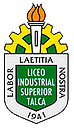 LABOR LAETITIA NOSTRA
LICEO
INDUSTRIAL
SUPERIOR
TALCA
1941